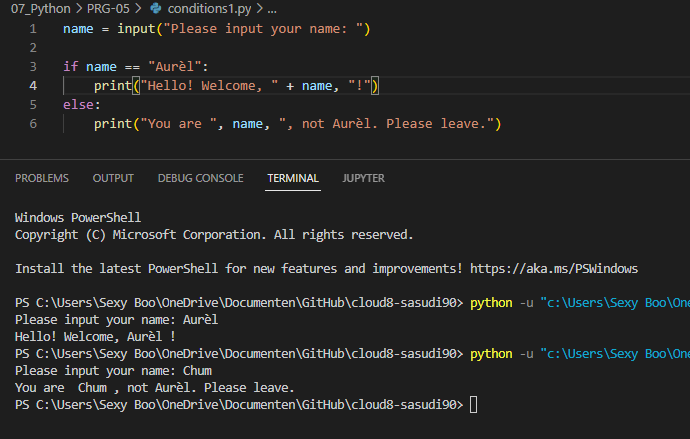 07_Python > PRG-05 > conditions1.py > ...
1 name = input("Please input your name: ")
2
3 if name == "Aurèl":
4 print("Hello! Welcome, " + name, "!")
5 else:
6 print("You are ", name, ", not Aurèl. Please leave.")
PROBLEMS OUTPUT DEBUG CONSOLE TERMINAL JUPYTER
Windows PowerShell
Copyright (C) Microsoft Corporation. All rights reserved.
Install the latest PowerShell for new features and improvements! https://aka.ms/PSWindows
PS C:\Users\Sexy Boo\OneDrive\Documenten\GitHub\cloud8-sasudi90> python -u "c:\Users\Sexy Boo\One
Please input your name: Aurèl
Hello! Welcome, Aurèl !
PS C:\Users\Sexy Boo\OneDrive\Documenten\GitHub\cloud8-sasudi90> python -u "c:\Users\Sexy Boo\One
Please input your name: Chum
You are  Chum , not Aurèl. Please leave.
PS C:\Users\Sexy Boo\OneDrive\Documenten\GitHub\cloud8-sasudi90>